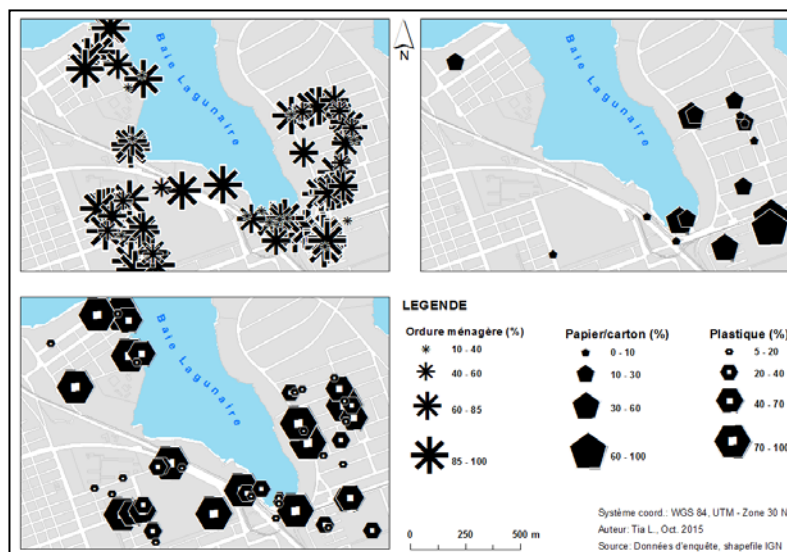 Baie Lagunaire
N
Baie Lagunaire
Baie Lagunaire
LEGENDE
Ordure ménagère (%)
10 - 40
40 - 60
60 - 85
85 - 100
Papier/carton (%)
0 - 10
10 - 30
30 - 60
60 - 100
Plastique (%)
5 - 20
20 - 40
40 - 70
70 - 100
0 250 500 m
Système coord.: WGS 84, UTM - Zone 30 N
Auteur: Tia L., Oct. 2015
Source: Données d'enquête, shapefile IGN